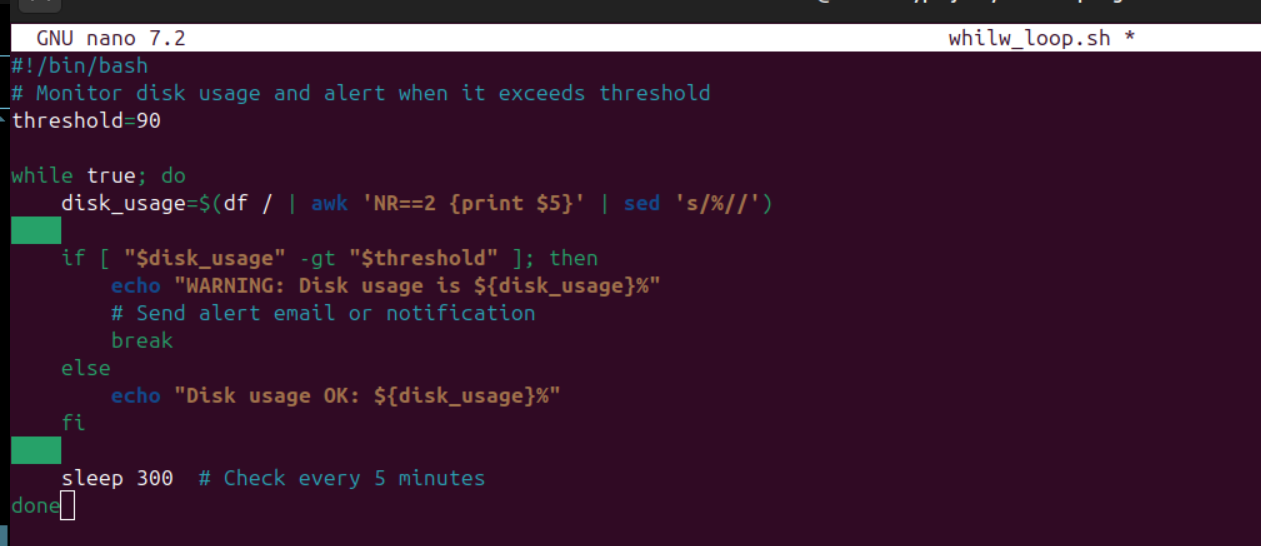 GNU nano 7.2 whilw_loop.sh *
#!/bin/bash
# Monitor disk usage and alert when it exceeds threshold
threshold=90

while true; do
    disk_usage=$(df / | awk 'NR==2 {print $5}' | sed 's/%//')

    if [ "$disk_usage" -gt "$threshold" ]; then
        echo "WARNING: Disk usage is ${disk_usage}%"
        # Send alert email or notification
        break
    else
        echo "Disk usage OK: ${disk_usage}%"
    fi

    sleep 300  # Check every 5 minutes
done